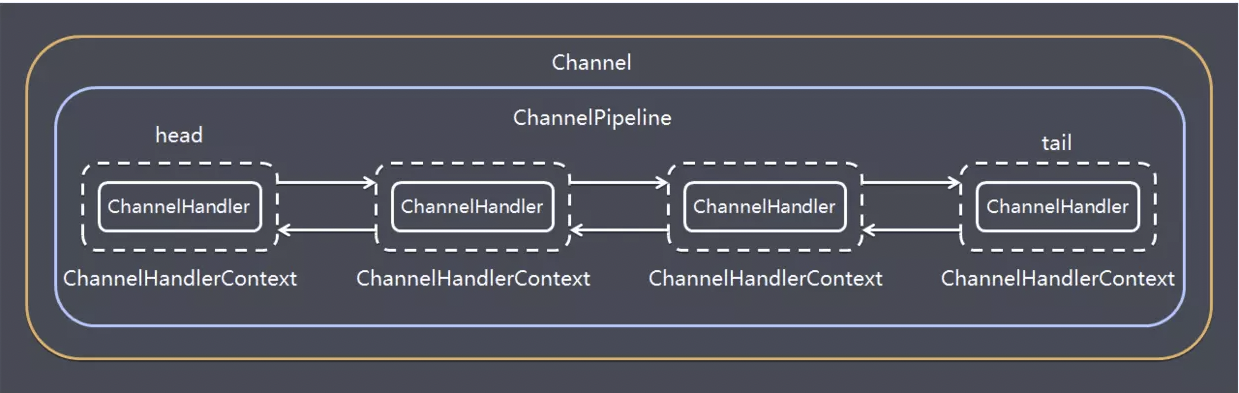 Channel
ChannelPipeline
head
tail
ChannelHandler
ChannelHandler
ChannelHandler
ChannelHandler
ChannelHandlerContext
ChannelHandlerContext
ChannelHandlerContext
ChannelHandlerContext